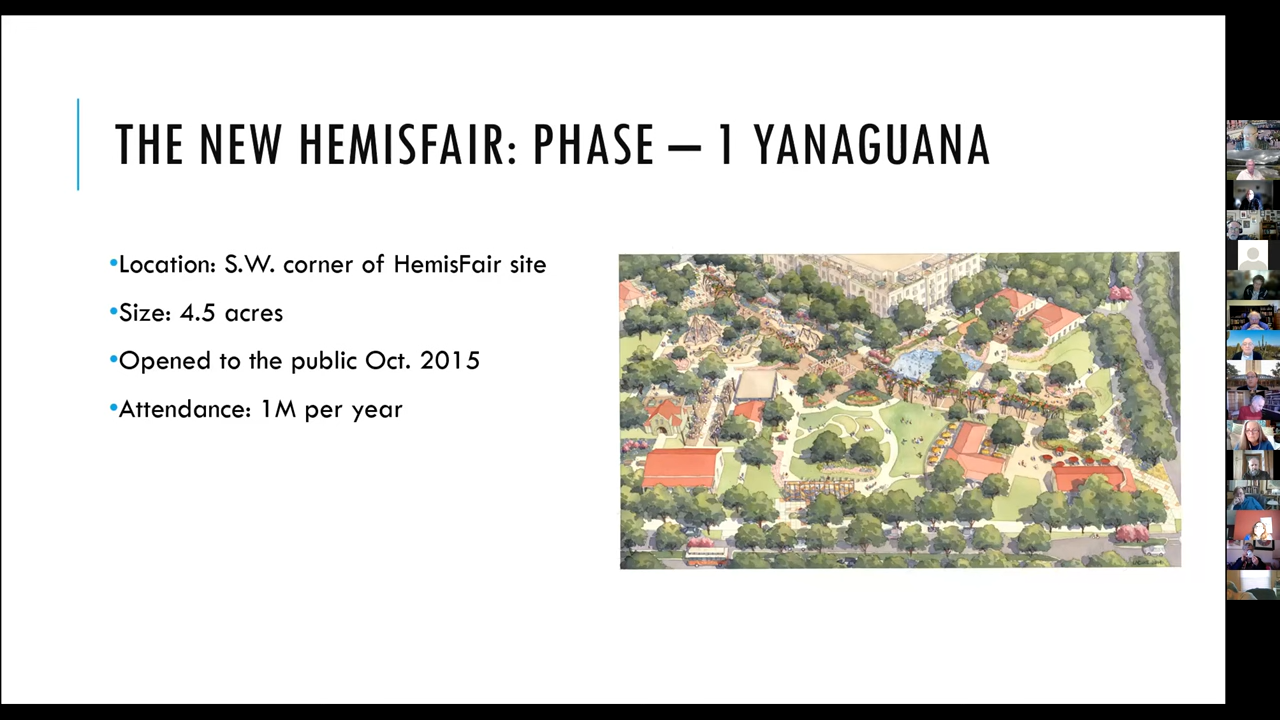 THE NEW HEMISFAIR: PHASE – 1 YANAGUANA
•Location: S.W. corner of HemisFair site
•Size: 4.5 acres
•Opened to the public Oct. 2015
•Attendance: 1M per year